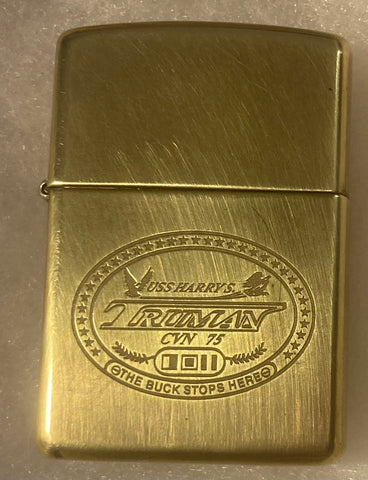 USS HARRY S.
TRUMAN
CVN 75
THE BUCK STOPS HERE